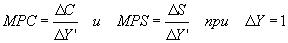 MPC = ΔC/ΔY' и MPS = ΔS/ΔY' при ΔY = 1